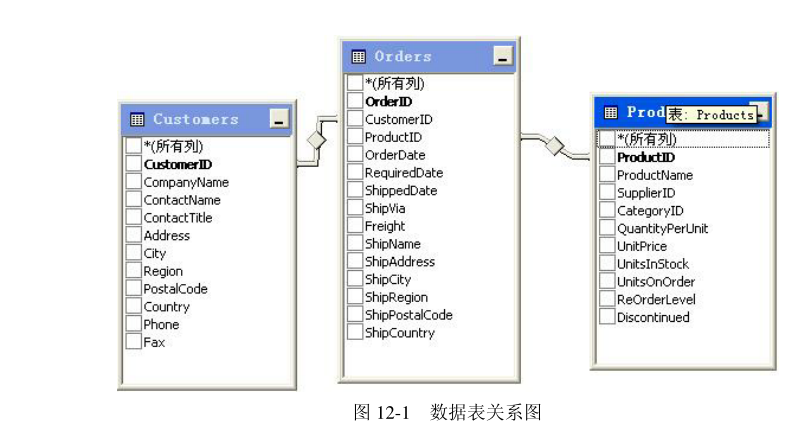 Customers
*(所有列)
CustomerID
CompanyName
ContactName
ContactTitle
Address
City
Region
PostalCode
Country
Phone
Fax
Orders
*(所有列)
OrderID
CustomerID
ProductID
OrderDate
RequiredDate
ShippedDate
ShipVia
Freight
ShipName
ShipAddress
ShipCity
ShipRegion
ShipPostalCode
ShipCountry
Prod
表: Products
*(所有列)
ProductID
ProductName
SupplierID
CategoryID
QuantityPerUnit
UnitPrice
UnitsInStock
UnitsOnOrder
ReOrderLevel
Discontinued
图 12-1 数据表关系图